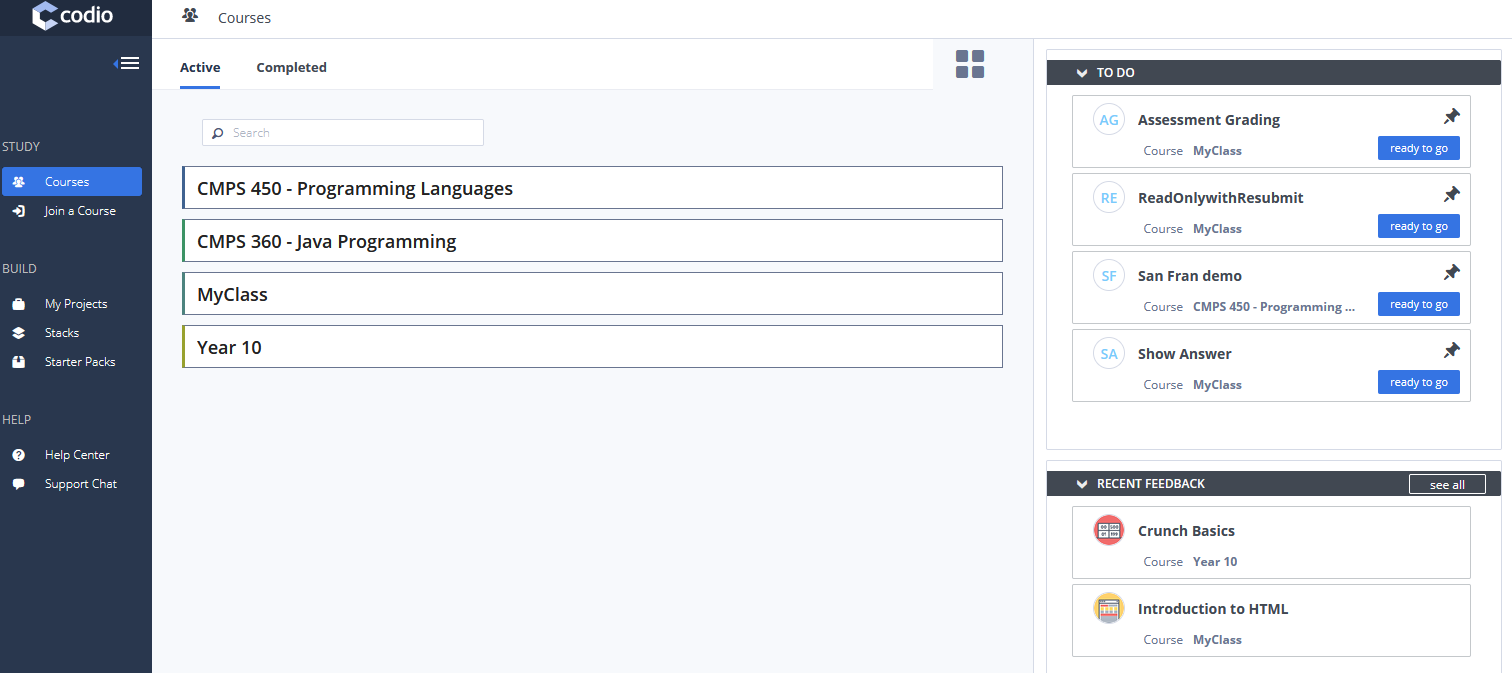 codio
Courses
STUDY
Courses
Join a Course
BUILD
My Projects
Stacks
Starter Packs
HELP
Help Center
Support Chat
Active Completed
Search
CMPS 450 - Programming Languages
CMPS 360 - Java Programming
MyClass
Year 10
TO DO
AG Assessment Grading
Course MyClass ready to go
RE ReadOnlywithResubmit
Course MyClass ready to go
SF San Fran demo
Course CMPS 450 - Programming ... ready to go
SA Show Answer
Course MyClass ready to go
RECENT FEEDBACK see all
Crunch Basics
Course Year 10
Introduction to HTML
Course MyClass